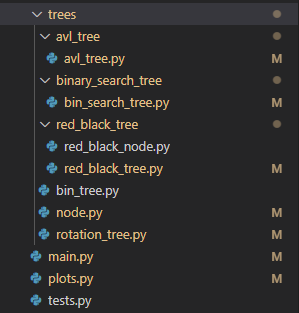 trees
avl_tree
avl_tree.py M
binary_search_tree
bin_search_tree.py M
red_black_tree
red_black_node.py
red_black_tree.py M
bin_tree.py
node.py M
rotation_tree.py M
main.py M
plots.py M
tests.py